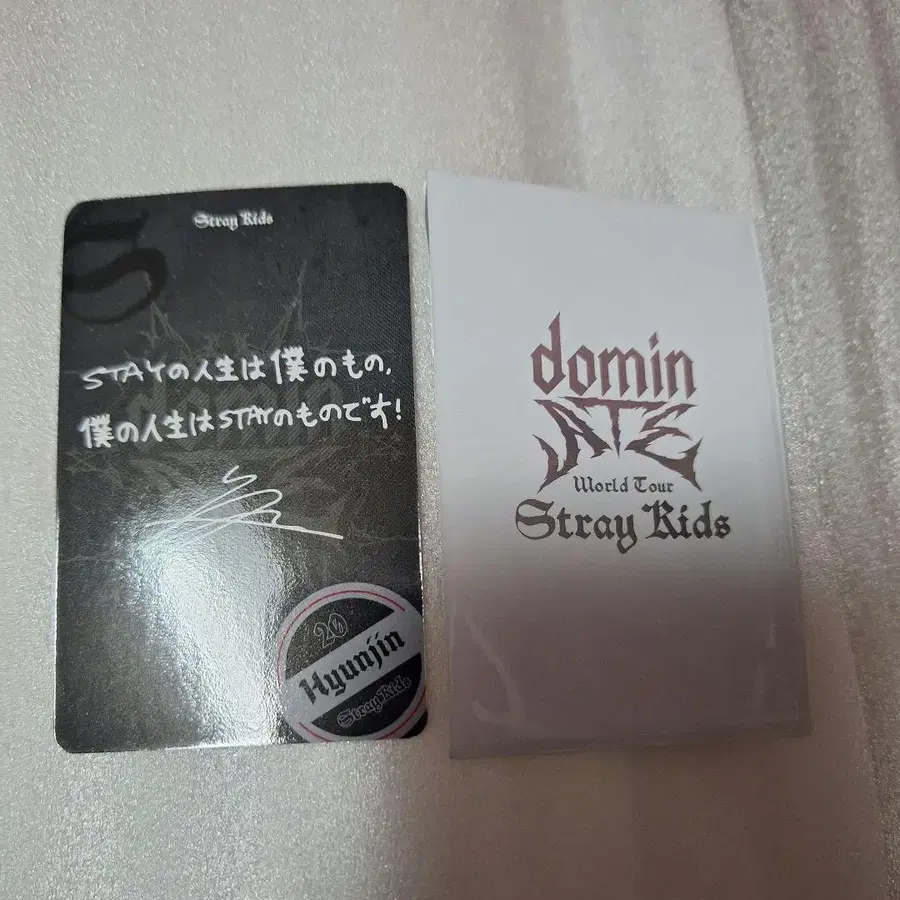 Stray Kids
STAYの人生は僕のもの,
僕の人生はSTAYのものです!
20
Hyunjin
Stray Kids
domin
ATE
World Tour
Stray Kids